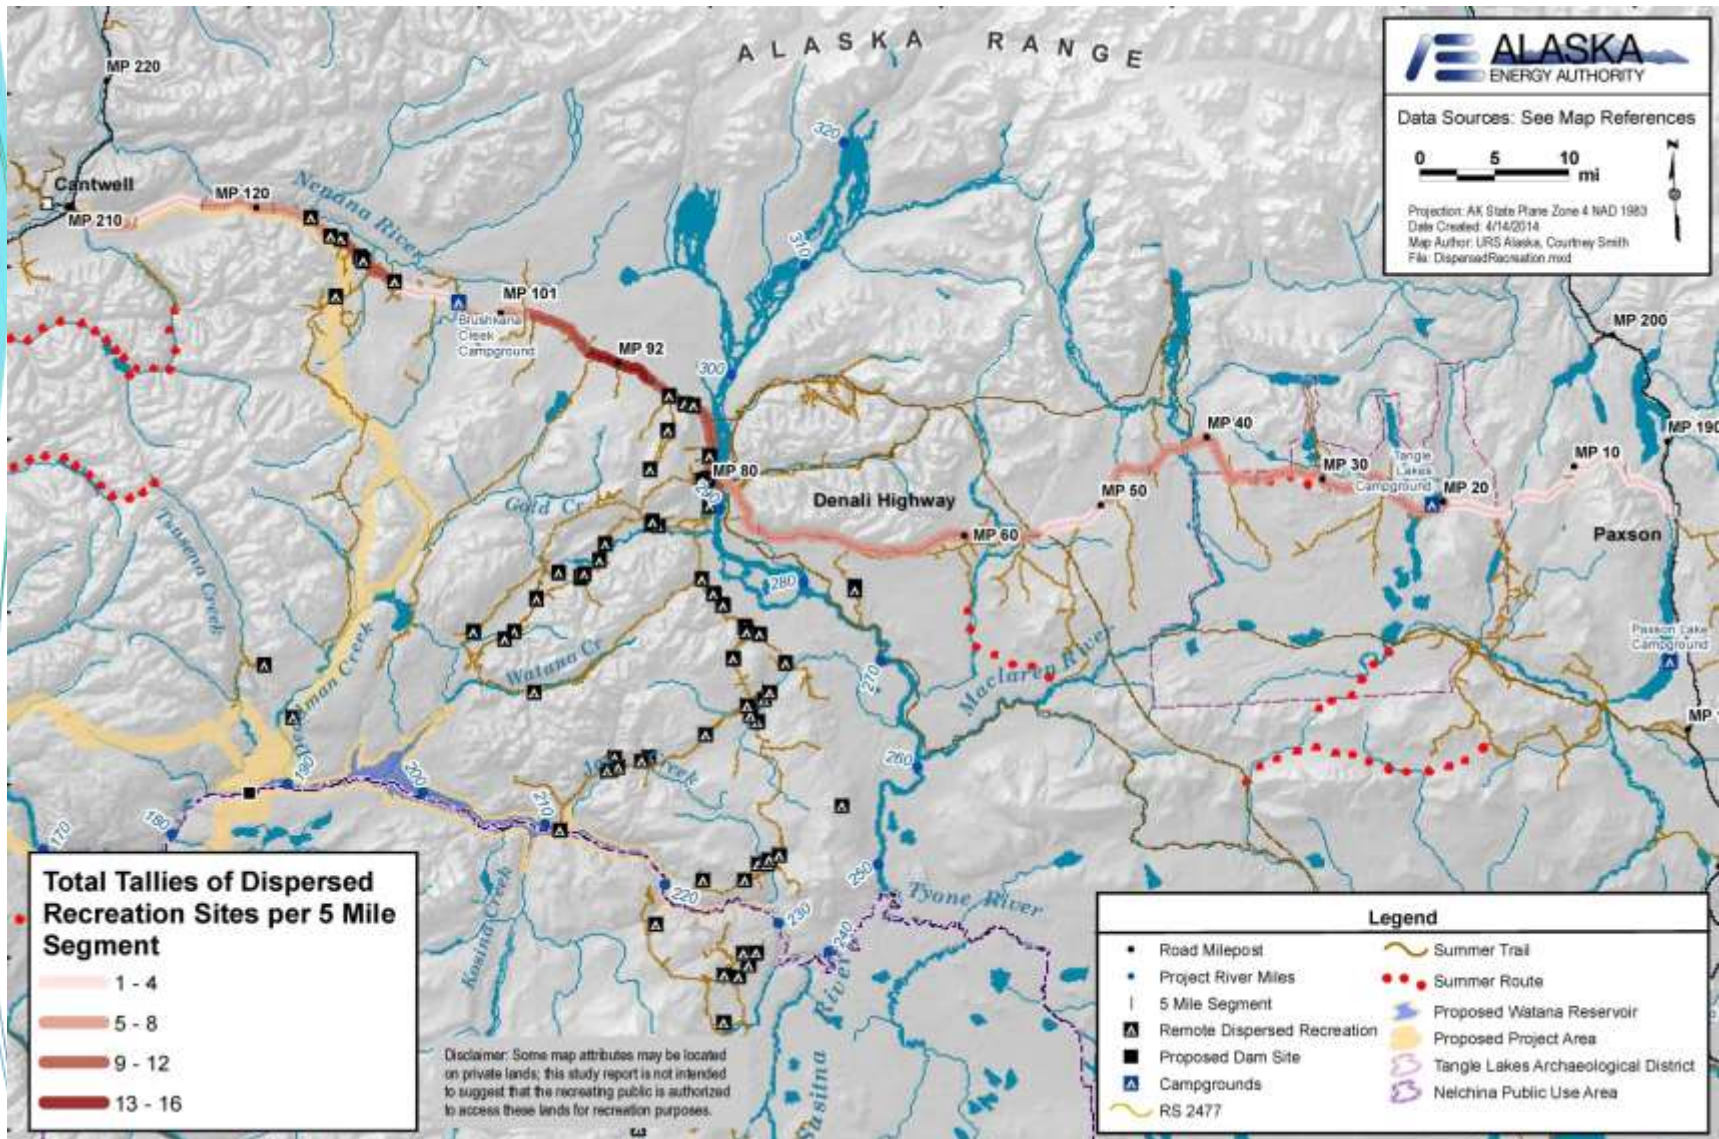 ALASKA RANGE
MP 220
Cantwell
MP 210
MP 120
Nenana River
MP 101
Brushkana
Creek
Campground
MP 92
320
310
300
MP 80
290
Gold Cr
Denali Highway
MP 60
MP 50
MP 40
MP 30
Tangle
Lakes
Campground
MP 20
MP 10
MP 200
MP 190
Paxson
Paxson Lake
Campground
Tsusena Creek
Watana Cr
280
270
Maclaren River
260
250
Tyone River
240
230
220
210
200
190
180
170
Kosina Creek
Creek
Susitna
River
ALASKA
ENERGY AUTHORITY
Data Sources: See Map References
0 5 10
mi
N
Projection: AK State Plane Zone 4 NAD 1983
Date Created: 4/14/2014
Map Author: URS Alaska, Courtney Smith
File: DispersedRecreation.mxd
Total Tallies of Dispersed
Recreation Sites per 5 Mile
Segment
1 - 4
5 - 8
9 - 12
13 - 16
Disclaimer: Some map attributes may be located
on private lands; this study report is not intended
to suggest that the recreating public is authorized
to access these lands for recreation purposes.
Legend
Road Milepost
Project River Miles
5 Mile Segment
Remote Dispersed Recreation
Proposed Dam Site
Campgrounds
RS 2477
Summer Trail
Summer Route
Proposed Watana Reservoir
Proposed Project Area
Tangle Lakes Archaeological District
Nelchina Public Use Area